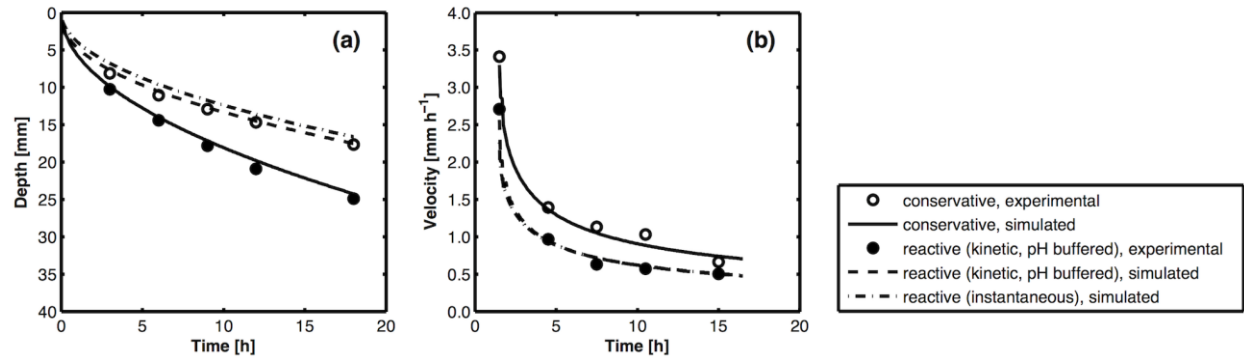 (a)
Depth [mm]
0
5
10
15
20
25
30
35
40
0 5 10 15 20
Time [h]
(b)
Velocity [mm h⁻¹]
4.0
3.5
3.0
2.5
2.0
1.5
1.0
0.5
0.0
0 5 10 15 20
Time [h]
conservative, experimental
conservative, simulated
reactive (kinetic, pH buffered), experimental
reactive (kinetic, pH buffered), simulated
reactive (instantaneous), simulated